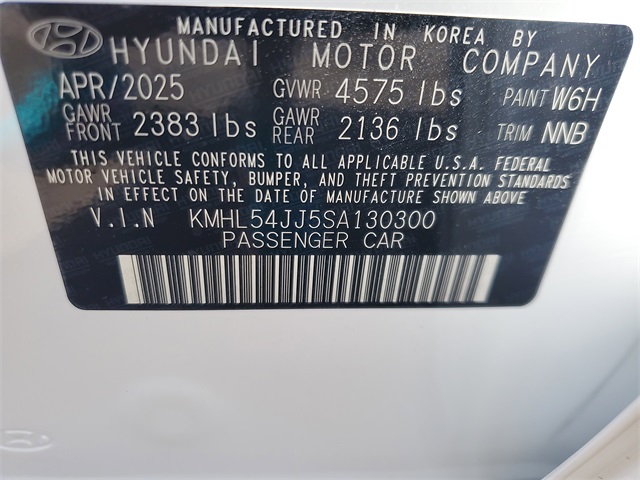 MANUFACTURED IN KOREA BY
HYUNDAI MOTOR COMPANY
APR/2025 GVWR 4575 lbs PAINT W6H
GAWR FRONT 2383 lbs GAWR REAR 2136 lbs TRIM NNB
THIS VEHICLE CONFORMS TO ALL APPLICABLE U.S.A. FEDERAL
MOTOR VEHICLE SAFETY, BUMPER, AND THEFT PREVENTION STANDARDS
IN EFFECT ON THE DATE OF MANUFACTURE SHOWN ABOVE
V.I.N KMHL54JJ5SA130300
PASSENGER CAR